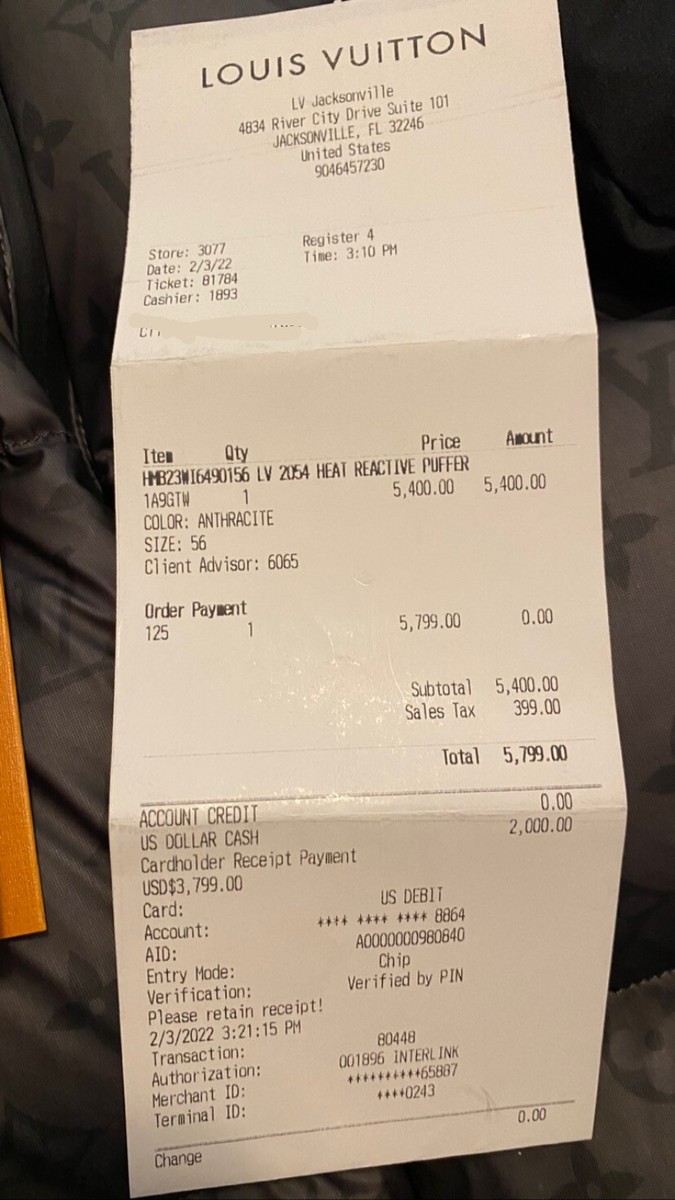 LOUIS VUITTON
LV Jacksonville
4834 River City Drive Suite 101
JACKSONVILLE, FL 32246
United States
9046457230
Store: 3077 Register 4
Date: 2/3/22 Time: 3:10 PM
Ticket: 81784
Cashier: 1893
Item Qty Price Amount
HMB23WI6490156 LV 2054 HEAT REACTIVE PUFFER
1A9GTW 1 5,400.00 5,400.00
COLOR: ANTHRACITE
SIZE: 56
Client Advisor: 6065
Order Payment
125 1 5,799.00 0.00
Subtotal 5,400.00
Sales Tax 399.00
Total 5,799.00
ACCOUNT CREDIT 0.00
US DOLLAR CASH 2,000.00
Cardholder Receipt Payment
USD$3,799.00
Card: US DEBIT
Account: **** **** **** 8864
AID: A0000000980840
Entry Mode: Chip
Verification: Verified by PIN
Please retain receipt!
2/3/2022 3:21:15 PM
Transaction: 80448
Authorization: 001896 INTERLINK
Merchant ID: **********65887
Terminal ID: ****0243
Change 0.00